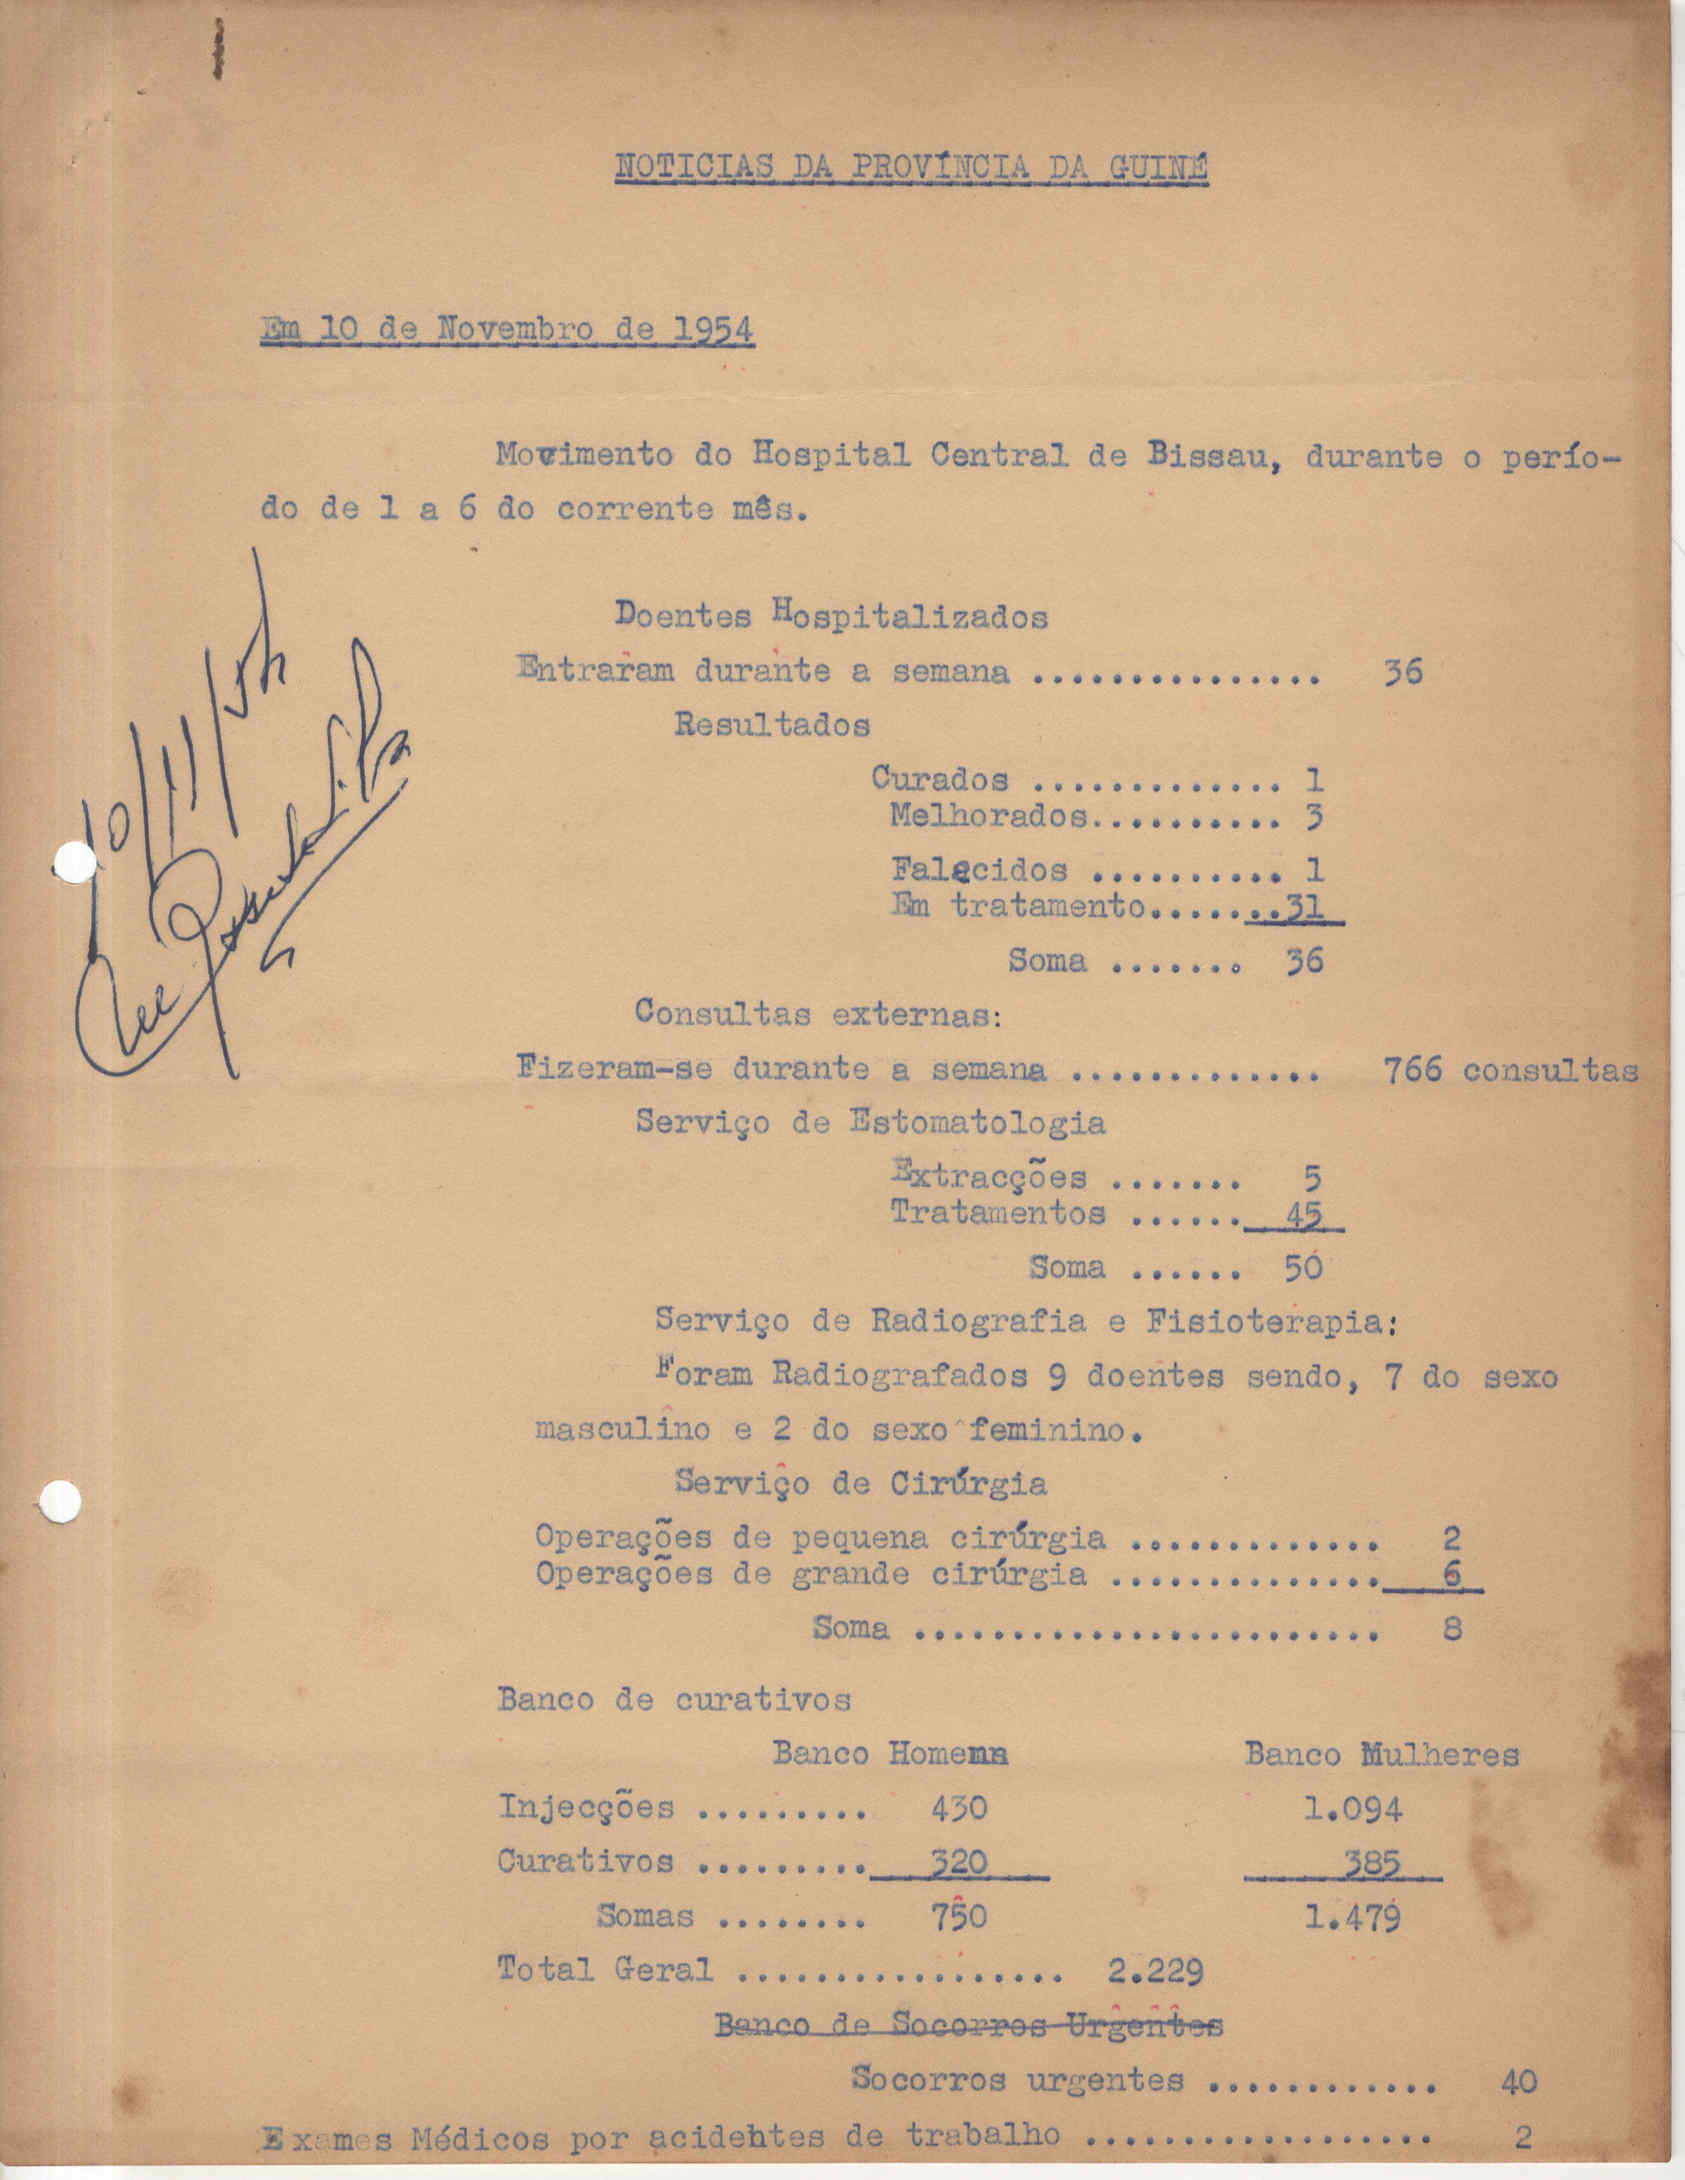 NOTICIAS DA PROVÍNCIA DA GUINÉ
Em 10 de Novembro de 1954
Movimento do Hospital Central de Bissau, durante o perío-
do de 1 a 6 do corrente mês.
10/11/54
Doentes Hospitalizados
Entraram durante a semana ............... 36
Resultados
Curados ............. 1
Melhorados.......... 3
Falecidos .......... 1
Em tratamento.......31
Soma ....... 36
Consultas externas:
Fizeram-se durante a semana ............. 766 consultas
Serviço de Estomatologia
Extracções ....... 5
Tratamentos ...... 45
Soma ...... 50
Serviço de Radiografia e Fisioterapia:
Foram Radiografados 9 doentes sendo, 7 do sexo
masculino e 2 do sexo feminino.
Serviço de Cirúrgia
Operações de pequena cirúrgia ............. 2
Operações de grande cirúrgia .............. 6
Soma ........................ 8
Banco de curativos
Banco Homens Banco Mulheres
Injecções ......... 430 1.094
Curativos ......... 320 385
Somas ........ 750 1.479
Total Geral ................. 2.229
Banco de Socorros Urgentes
Socorros urgentes ............ 40
Exames Médicos por acidentes de trabalho .................. 2